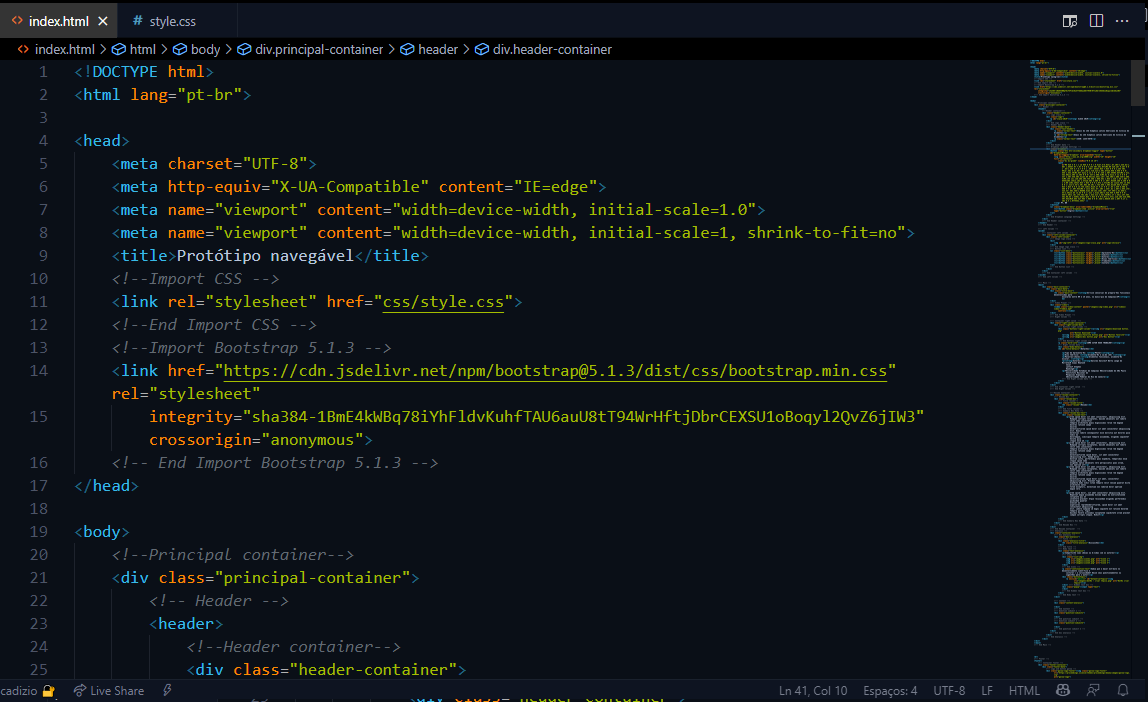 index.html
# style.css
index.html > html > body > div.principal-container > header > div.header-container
1 <!DOCTYPE html>
2 <html lang="pt-br">
3
4 <head>
5 <meta charset="UTF-8">
6 <meta http-equiv="X-UA-Compatible" content="IE=edge">
7 <meta name="viewport" content="width=device-width, initial-scale=1.0">
8 <meta name="viewport" content="width=device-width, initial-scale=1, shrink-to-fit=no">
9 <title>Protótipo navegável</title>
10 <!--Import CSS -->
11 <link rel="stylesheet" href="css/style.css">
12 <!--End Import CSS -->
13 <!--Import Bootstrap 5.1.3 -->
14 <link href="https://cdn.jsdelivr.net/npm/bootstrap@5.1.3/dist/css/bootstrap.min.css"
rel="stylesheet"
15 integrity="sha384-1BmE4kWBq78iYhFldvKuhfTAU6auU8tT94WrHftjDbrCEXSU1oBoqyl2QvZ6jIW3"
crossorigin="anonymous">
16 <!-- End Import Bootstrap 5.1.3 -->
17 </head>
18
19 <body>
20 <!--Principal container-->
21 <div class="principal-container">
22 <!-- Header -->
23 <header>
24 <!--Header container-->
25 <div class="header-container">
cadizio Live Share Ln 41, Col 10 Espaços: 4 UTF-8 LF HTML